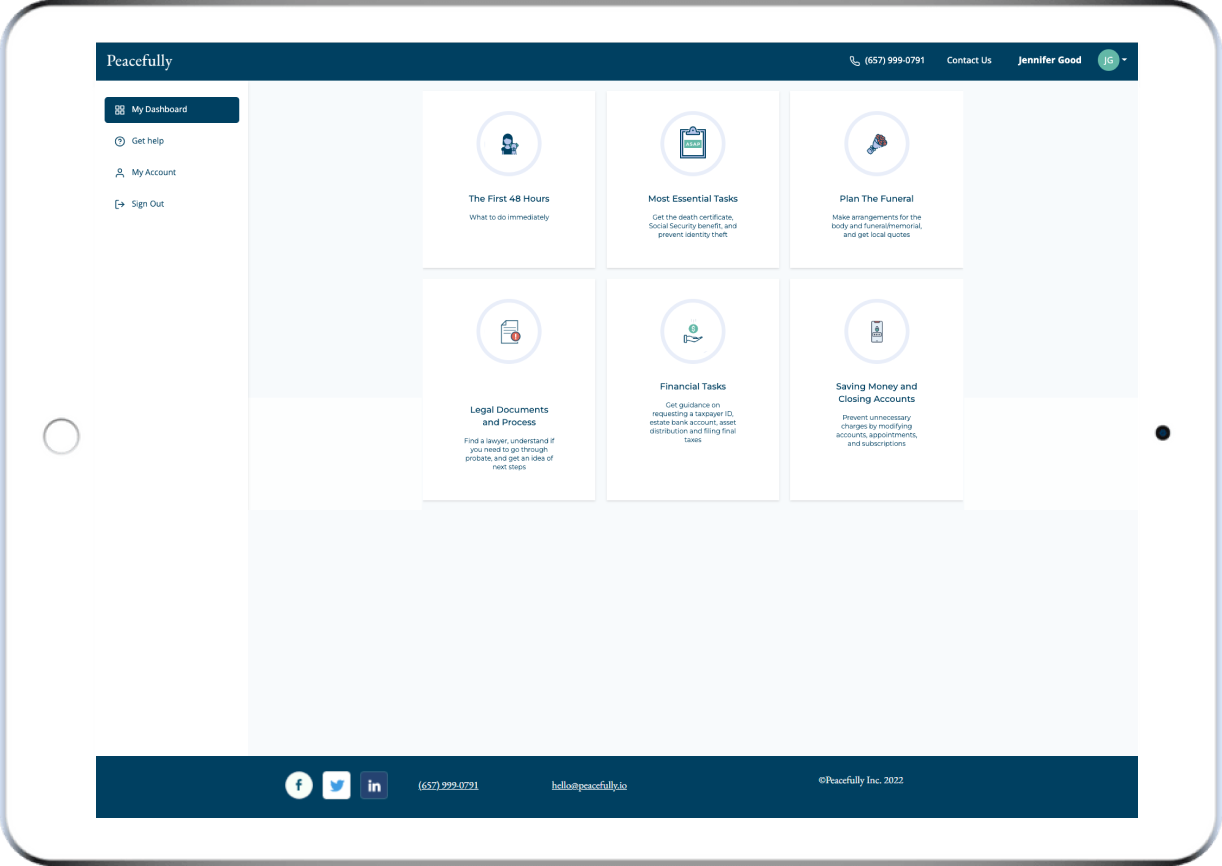 Peacefully
(657) 999-0791
Contact Us
Jennifer Good
JG
My Dashboard
Get help
My Account
Sign Out
The First 48 Hours
What to do immediately
ASAP
Most Essential Tasks
Get the death certificate,
Social Security benefit, and
prevent identity theft
Plan The Funeral
Make arrangements for the
body and funeral/memorial,
and get local quotes
Legal Documents
and Process
Find a lawyer, understand if
you need to go through
probate, and get an idea of
next steps
Financial Tasks
Get guidance on
requesting a taxpayer ID,
estate bank account, asset
distribution and filing final
taxes
Saving Money and
Closing Accounts
Prevent unnecessary
charges by modifying
accounts, appointments,
and subscriptions
f
in
(657) 999-0791
hello@peacefully.io
©Peacefully Inc. 2022